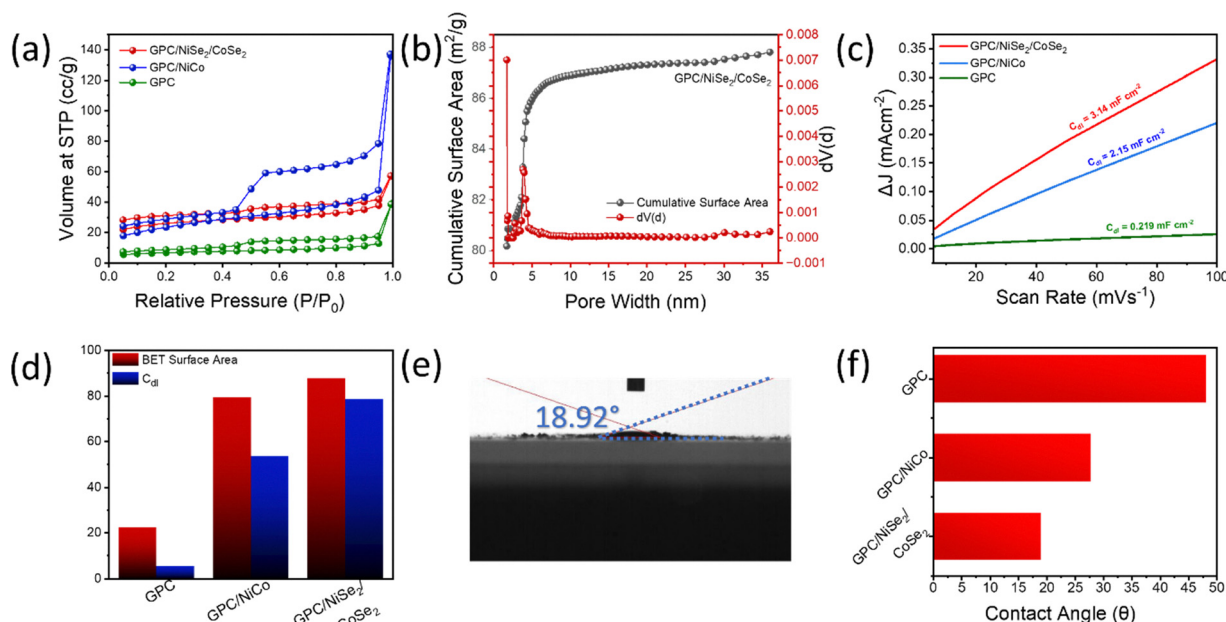 (a)
Volume at STP (cc/g)
140
120
100
80
60
40
20
0
GPC/NiSe₂/CoSe₂
GPC/NiCo
GPC
0.0 0.2 0.4 0.6 0.8 1.0
Relative Pressure (P/P₀)
(b)
Cumulative Surface Area (m²/g)
88
86
84
82
80
GPC/NiSe₂/CoSe₂
Cumulative Surface Area
dV(d)
0.008
0.007
0.006
0.005
0.004
0.003
0.002
0.001
0.000
−0.001
dV(d)
0 5 10 15 20 25 30 35
Pore Width (nm)
(c)
ΔJ (mAcm⁻²)
0.35
0.30
0.25
0.20
0.15
0.10
0.05
0.00
GPC/NiSe₂/CoSe₂
GPC/NiCo
GPC
C_dl = 3.14 mF cm⁻²
C_dl = 2.15 mF cm⁻²
C_dl = 0.219 mF cm⁻²
20 40 60 80 100
Scan Rate (mVs⁻¹)
(d)
100
80
60
40
20
0
BET Surface Area
C_dl
GPC
GPC/NiCo
GPC/NiSe₂/
CoSe₂
(e)
18.92°
(f)
GPC
GPC/NiCo
GPC/NiSe₂/
CoSe₂
0 5 10 15 20 25 30 35 40 45 50
Contact Angle (θ)